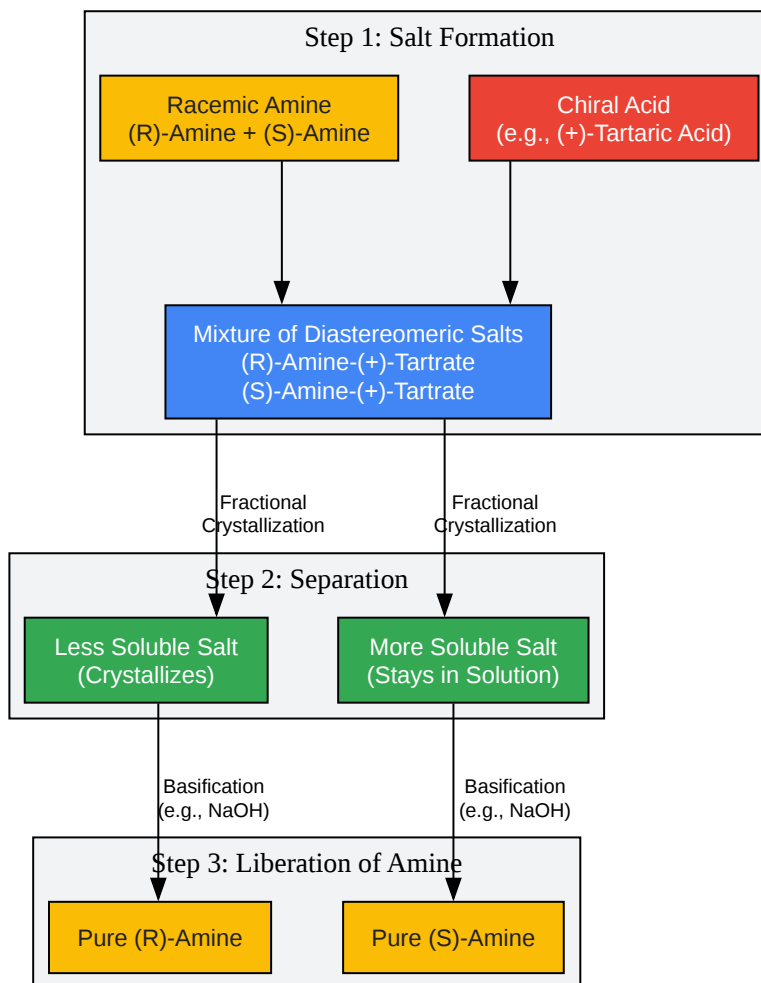 Step 1: Salt Formation
Racemic Amine
(R)-Amine + (S)-Amine
Chiral Acid
(e.g., (+)-Tartaric Acid)
Mixture of Diastereomeric Salts
(R)-Amine-(+)-Tartrate
(S)-Amine-(+)-Tartrate
Fractional
Crystallization
Fractional
Crystallization
Step 2: Separation
Less Soluble Salt
(Crystallizes)
More Soluble Salt
(Stays in Solution)
Basification
(e.g., NaOH)
Basification
(e.g., NaOH)
Step 3: Liberation of Amine
Pure (R)-Amine
Pure (S)-Amine